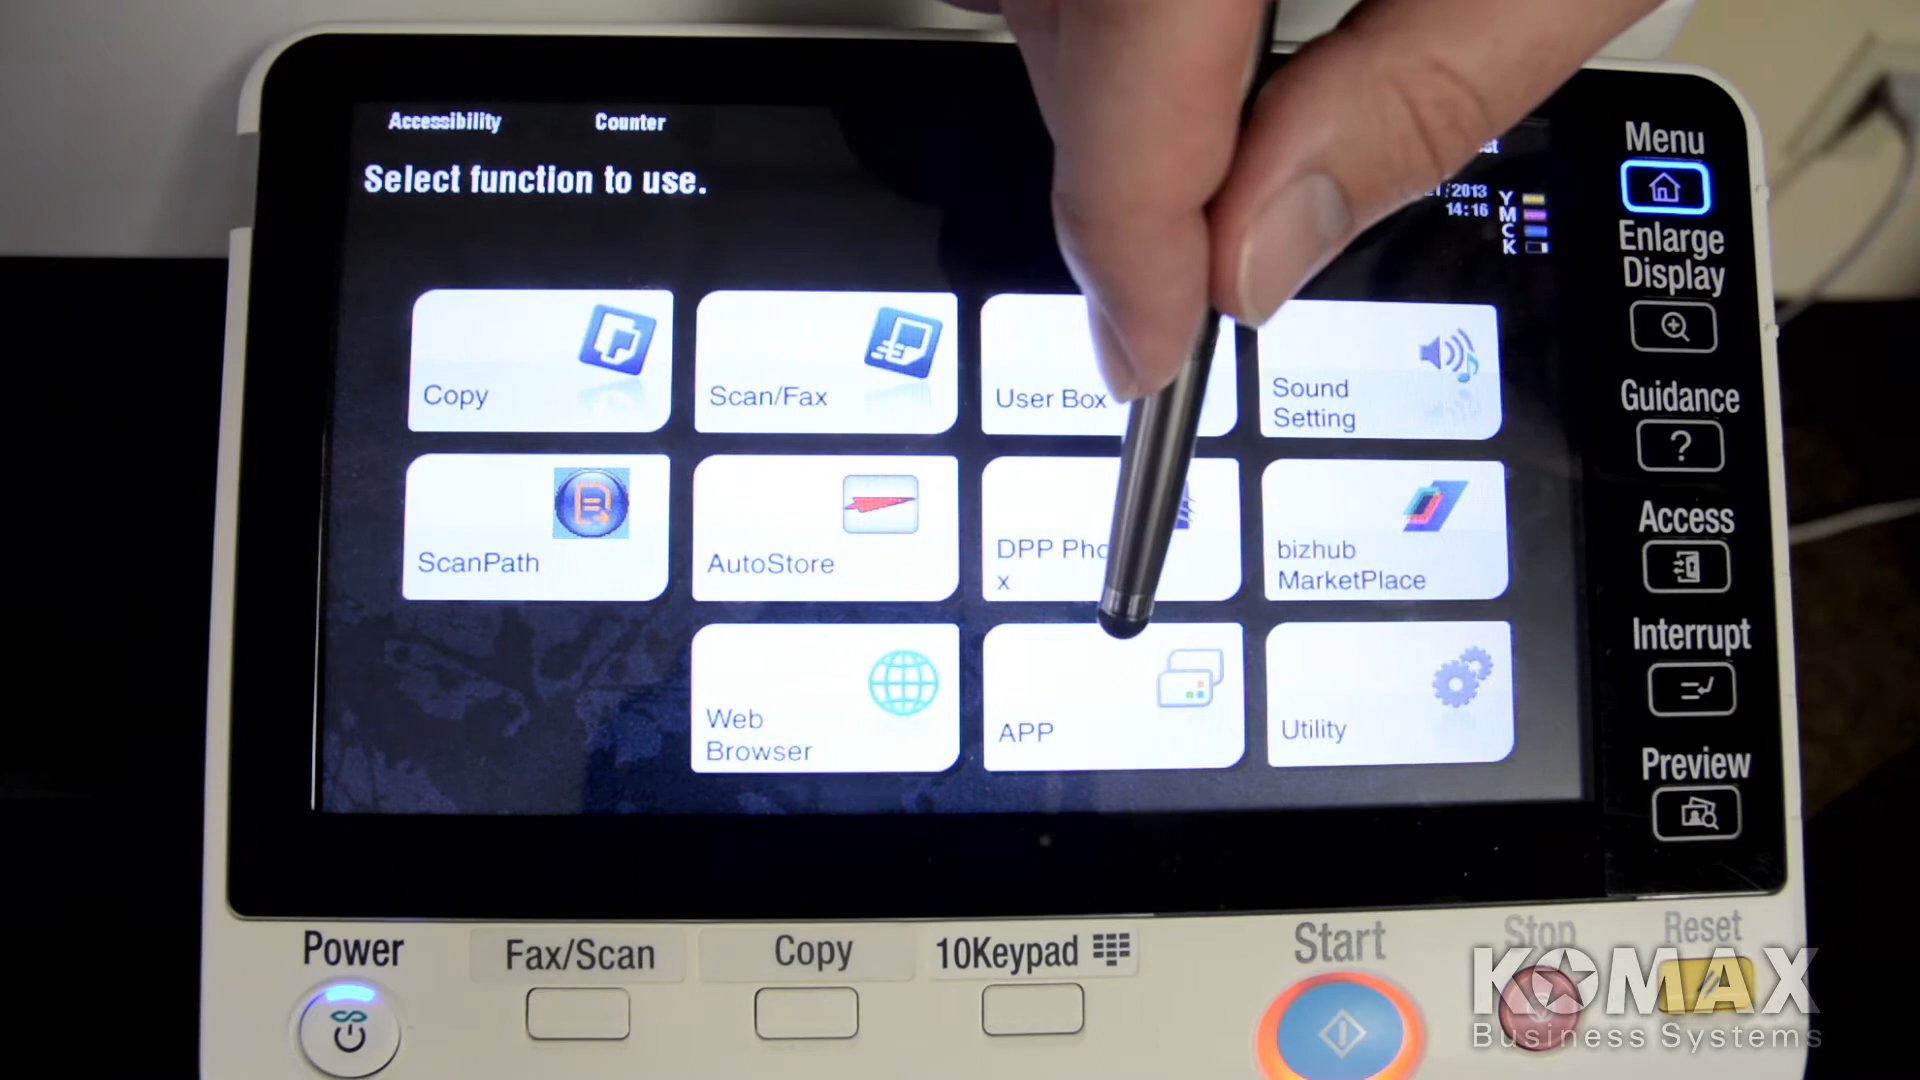 Accessibility Counter
Select function to use.
/2013
14:16
Y
M
C
K
Copy
Scan/Fax
User Box
Sound
Setting
ScanPath
AutoStore
DPP Pho
x
bizhub
MarketPlace
Web
Browser
APP
Utility
Menu
Enlarge
Display
Guidance
?
Access
Interrupt
Preview
Power
Fax/Scan
Copy
10Keypad
Start
Stop
Reset
KOMAX
Business Systems